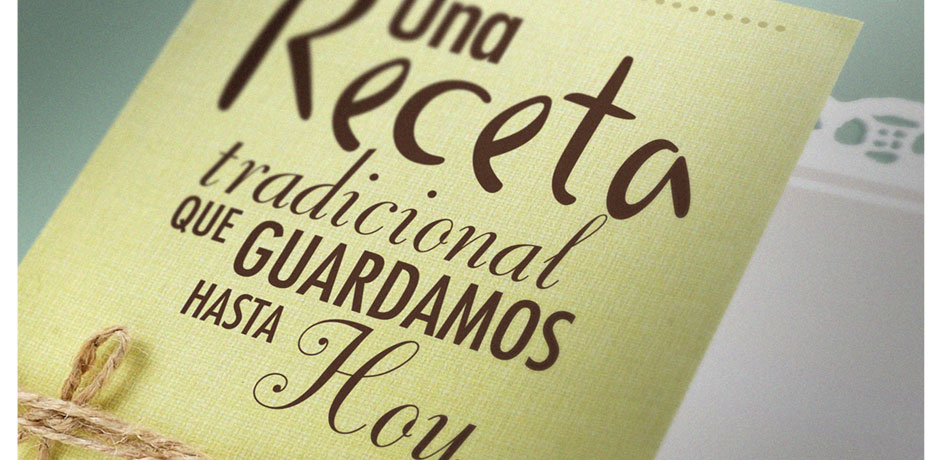 Una
Receta
tradicional
QUE GUARDAMOS
HASTA Hoy